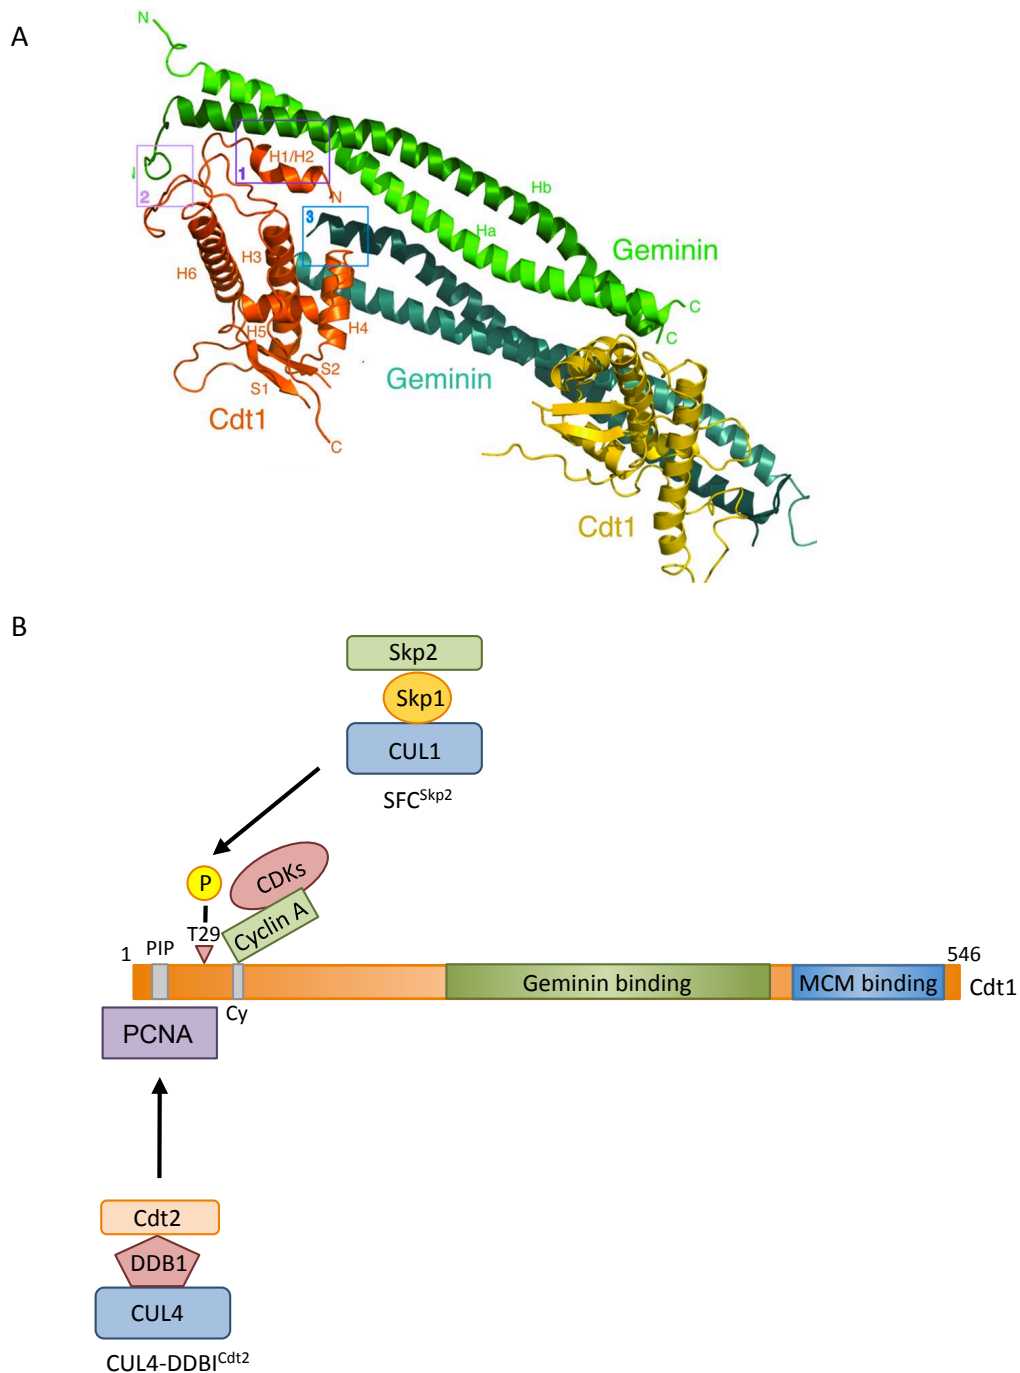 A
N
H1/H2
1
N
2
3
Hb
Ha
Geminin
H6
H3
H5
H4
C
C
S2
S1
Geminin
Cdt1
C
Cdt1
B
Skp2
Skp1
CUL1
SFC^Skp2
P
CDKs
T29
Cyclin A
1
PIP
546
Geminin binding
MCM binding
Cdt1
Cy
PCNA
Cdt2
DDB1
CUL4
CUL4-DDBI^Cdt2